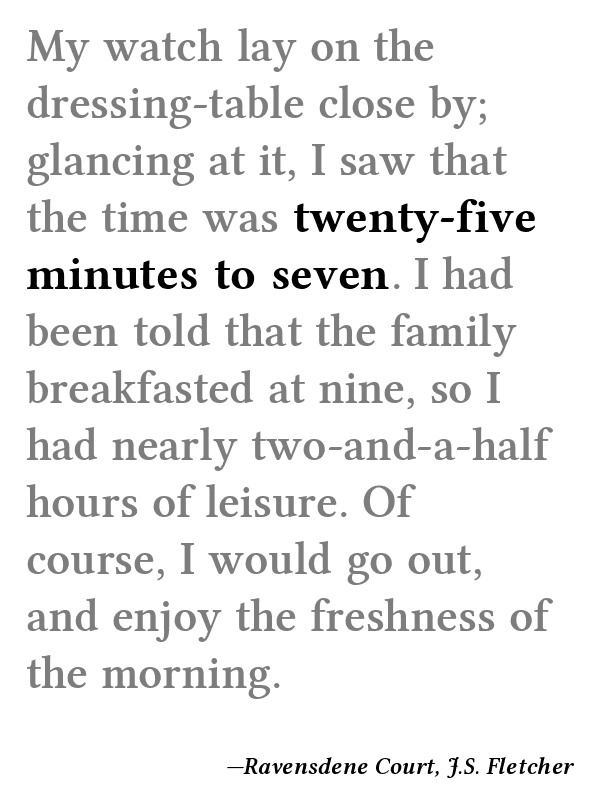 My watch lay on the
dressing-table close by;
glancing at it, I saw that
the time was twenty-five
minutes to seven. I had
been told that the family
breakfasted at nine, so I
had nearly two-and-a-half
hours of leisure. Of
course, I would go out,
and enjoy the freshness of
the morning.
—Ravensdene Court, J.S. Fletcher